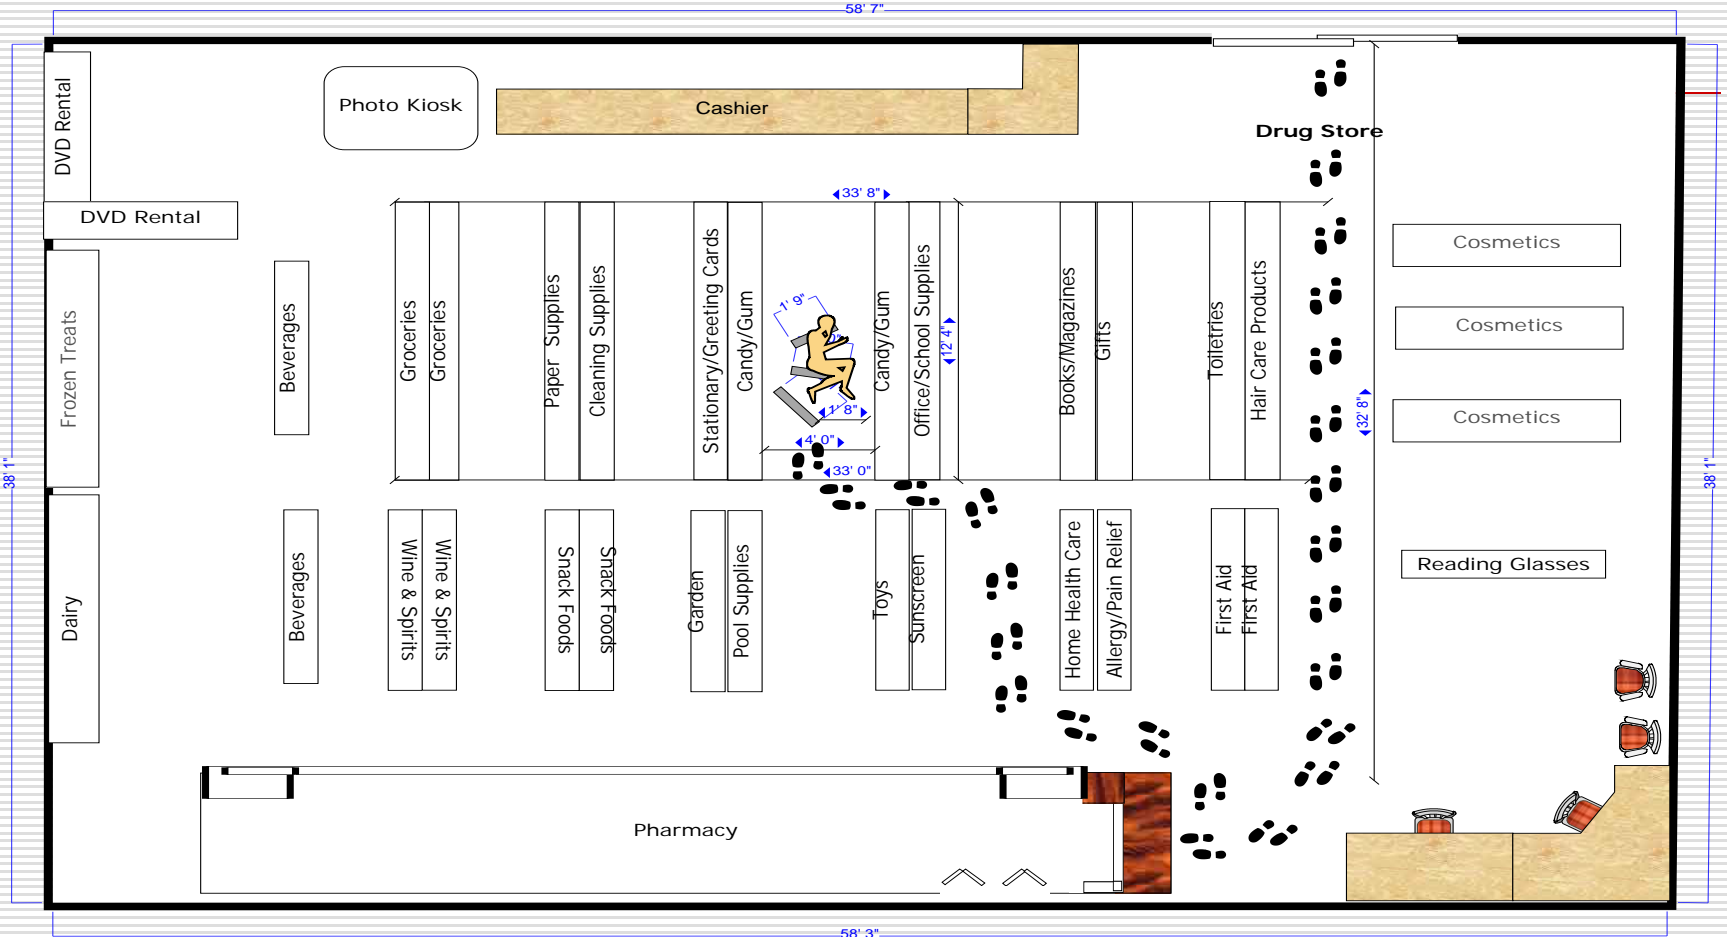 58' 7"
DVD Rental
Photo Kiosk
Cashier
Drug Store
DVD Rental
33' 8"
38' 1"
Frozen Treats
Beverages
Groceries
Groceries
Paper Supplies
Cleaning Supplies
Stationary/Greeting Cards
Candy/Gum
1' 9"
1' 8"
4' 0"
33' 0"
Candy/Gum
Office/School Supplies
12' 4"
Books/Magazines
Gifts
Toiletries
Hair Care Products
32' 8"
Cosmetics
Cosmetics
Cosmetics
38' 1"
Dairy
Beverages
Wine & Spirits
Wine & Spirits
Snack Foods
Snack Foods
Garden
Pool Supplies
Toys
Sunscreen
Home Health Care
Allergy/Pain Relief
First Aid
First Aid
Reading Glasses
Pharmacy
58' 3"